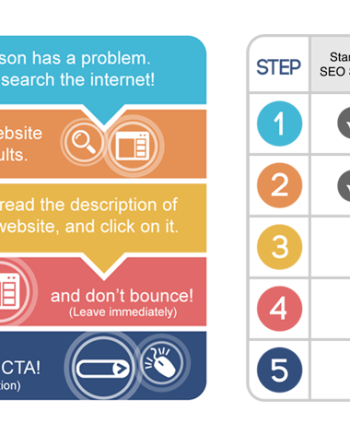 son has a problem.
search the internet!
ebsite
ults.
read the description of
website, and click on it.
and don't bounce!
(Leave immediately)
CTA!
tion)
STEP
Star
SEO S
1
2
3
4
5